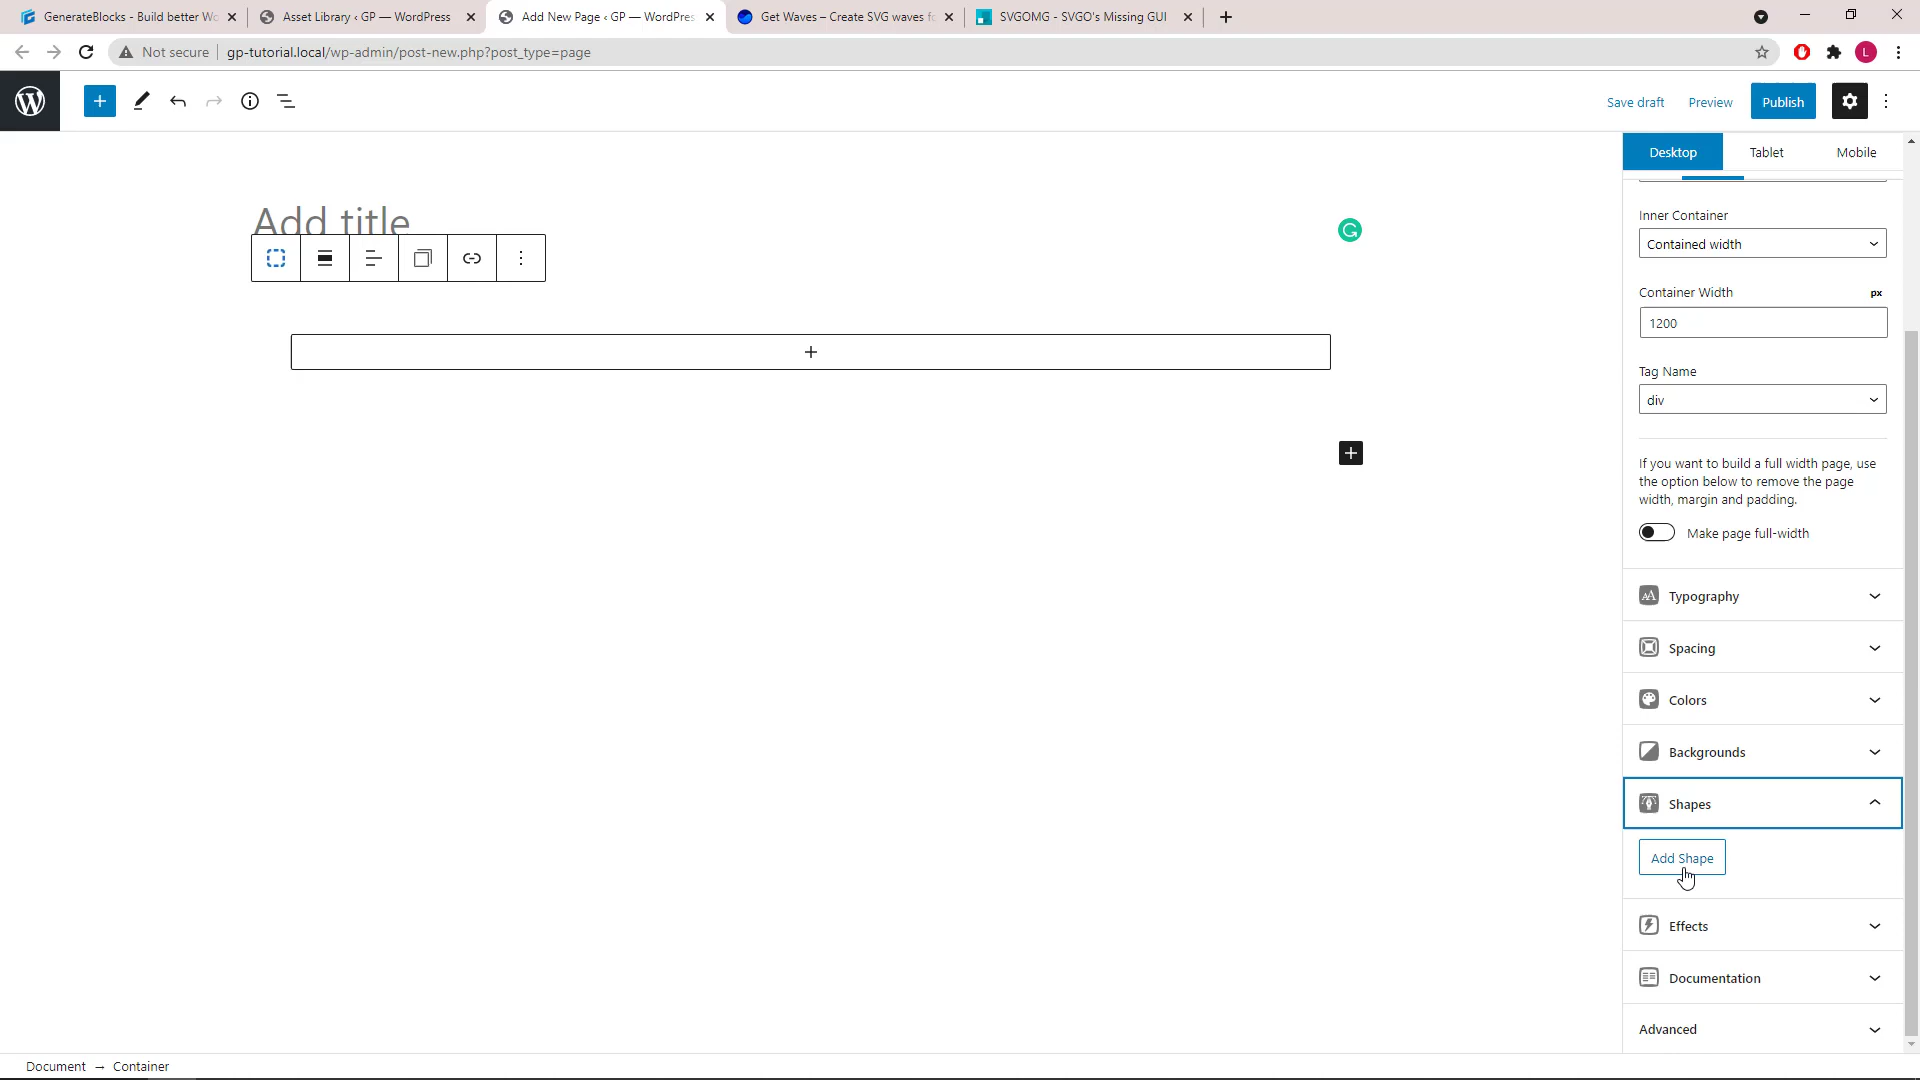 GenerateBlocks - Build better Wo
Asset Library ‹ GP — WordPress
Add New Page ‹ GP — WordPres
Get Waves – Create SVG waves fo
SVGOMG - SVGO's Missing GUI
Not secure
gp-tutorial.local/wp-admin/post-new.php?post_type=page
L
Save draft
Preview
Publish
Desktop
Tablet
Mobile
Add title
Inner Container
Contained width
Container Width
px
1200
Tag Name
div
If you want to build a full width page, use
the option below to remove the page
width, margin and padding.
Make page full-width
Typography
Spacing
Colors
Backgrounds
Shapes
Add Shape
Effects
Documentation
Advanced
Document → Container